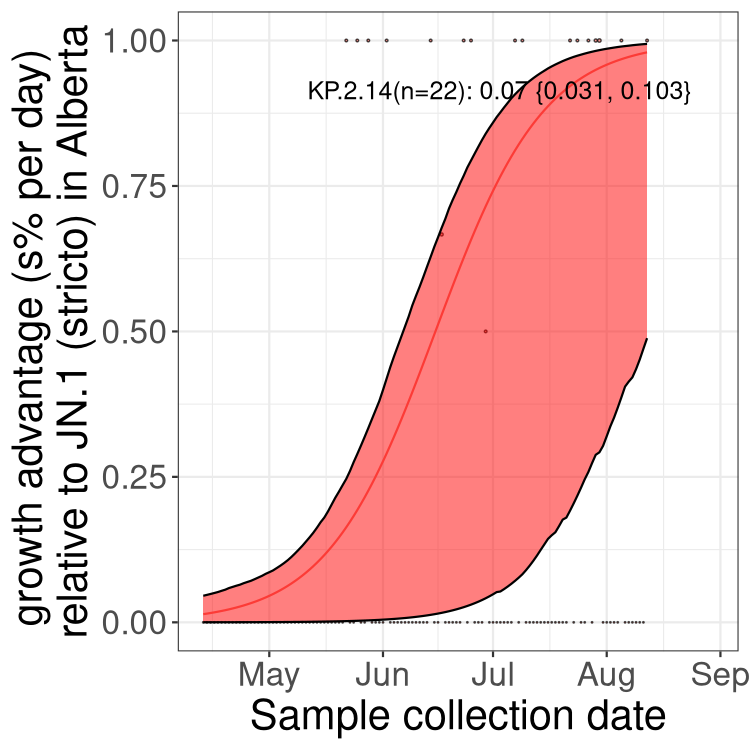 growth advantage (s% per day)
relative to JN.1 (stricto) in Alberta
1.00
0.75
0.50
0.25
0.00
KP.2.14(n=22): 0.07 {0.031, 0.103}
May Jun Jul Aug Sep
Sample collection date